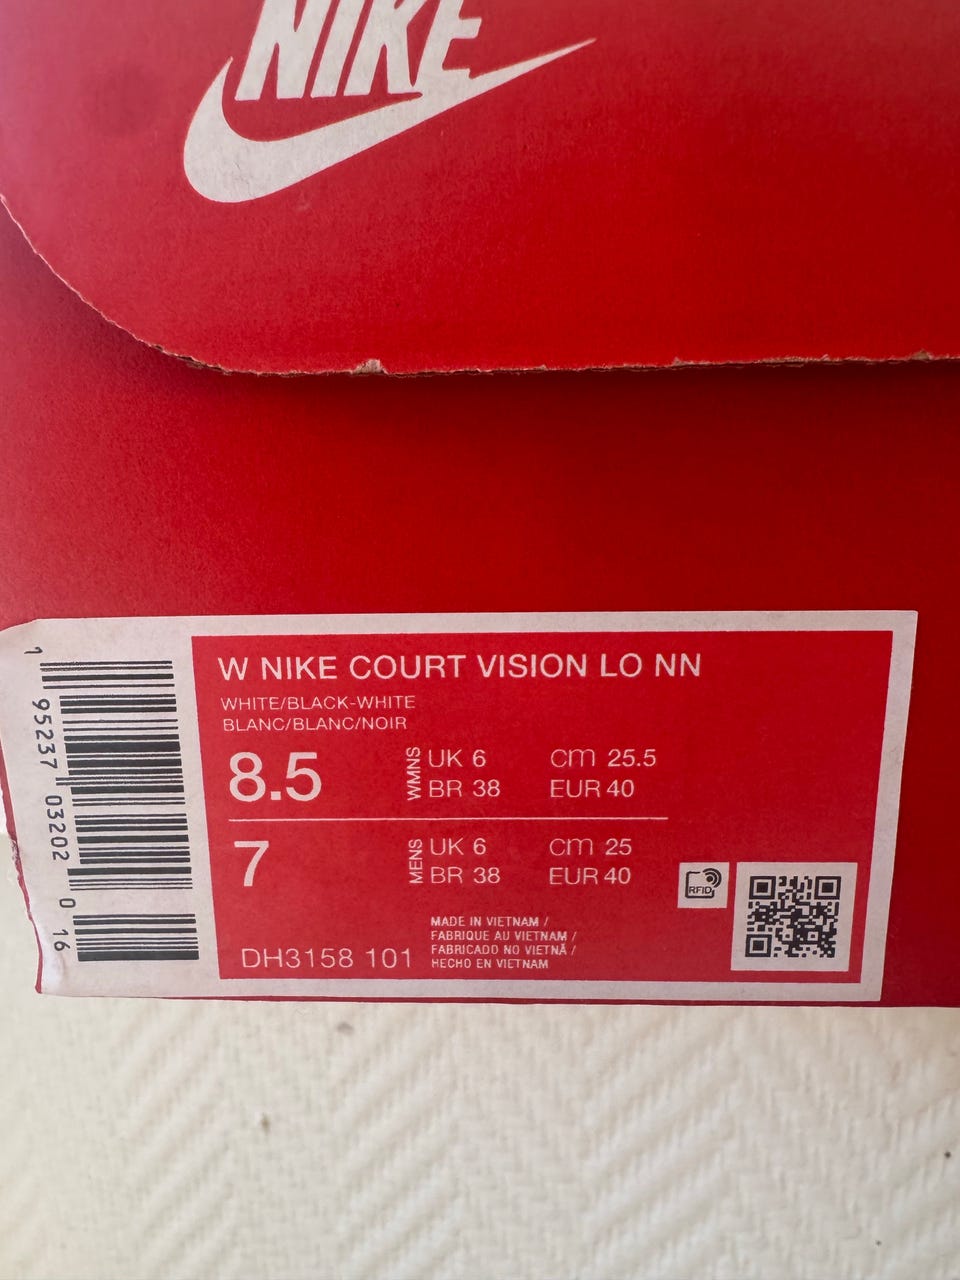 NIKE
W NIKE COURT VISION LO NN
WHITE/BLACK-WHITE
BLANC/BLANC/NOIR
8.5
WMNS
UK 6 cm 25.5
BR 38 EUR 40
7
MENS
UK 6 cm 25
BR 38 EUR 40
RFID
MADE IN VIETNAM /
FABRIQUE AU VIETNAM /
FABRICADO NO VIETNÃ /
HECHO EN VIETNAM
DH3158 101
1 95237 03202 0 16